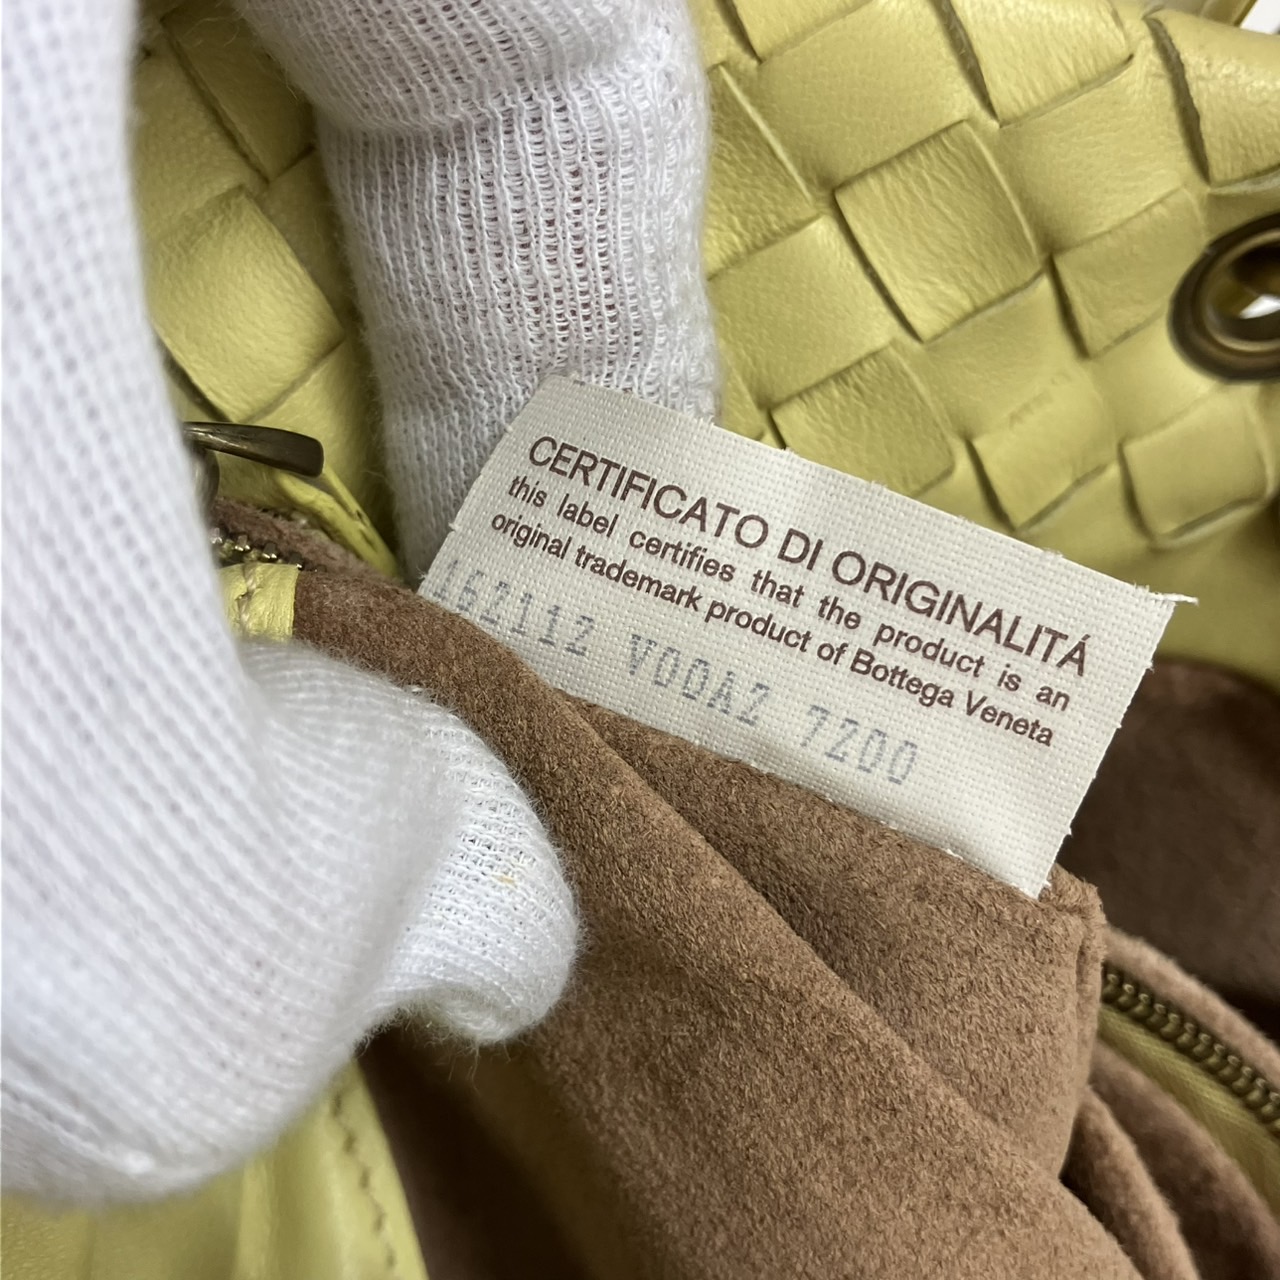 CERTIFICATO DI ORIGINALITÁ
this label certifies that the product is an
original trademark product of Bottega Veneta
162112 V00AZ 7200